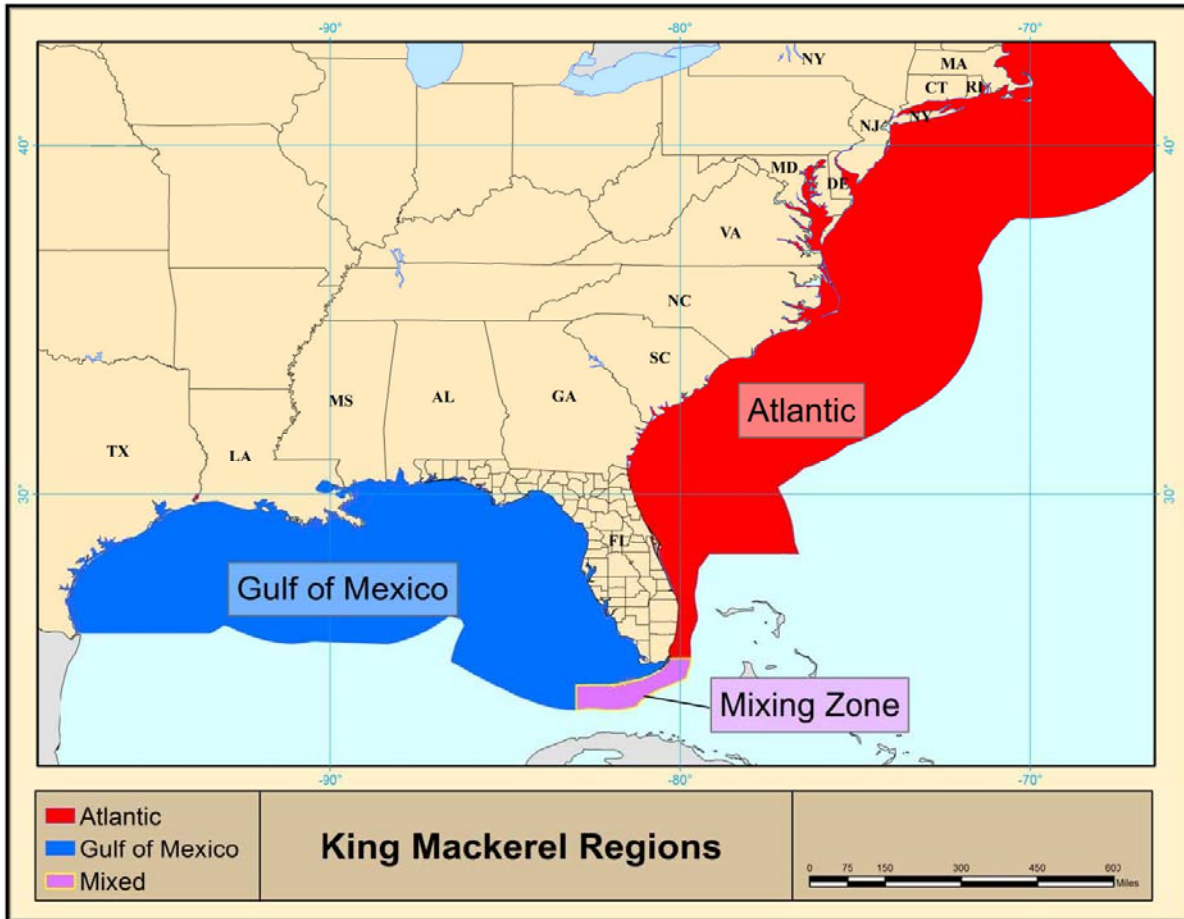 -90°
-80°
-70°
NY
MA
CT
RI
NY
NJ
40°
40°
MD
DE
VA
NC
SC
Atlantic
MS
AL
GA
TX
LA
30°
30°
FL
Gulf of Mexico
Mixing Zone
-90°
-80°
-70°
Atlantic
Gulf of Mexico
Mixed
King Mackerel Regions
0 75 150 300 450 600
Miles